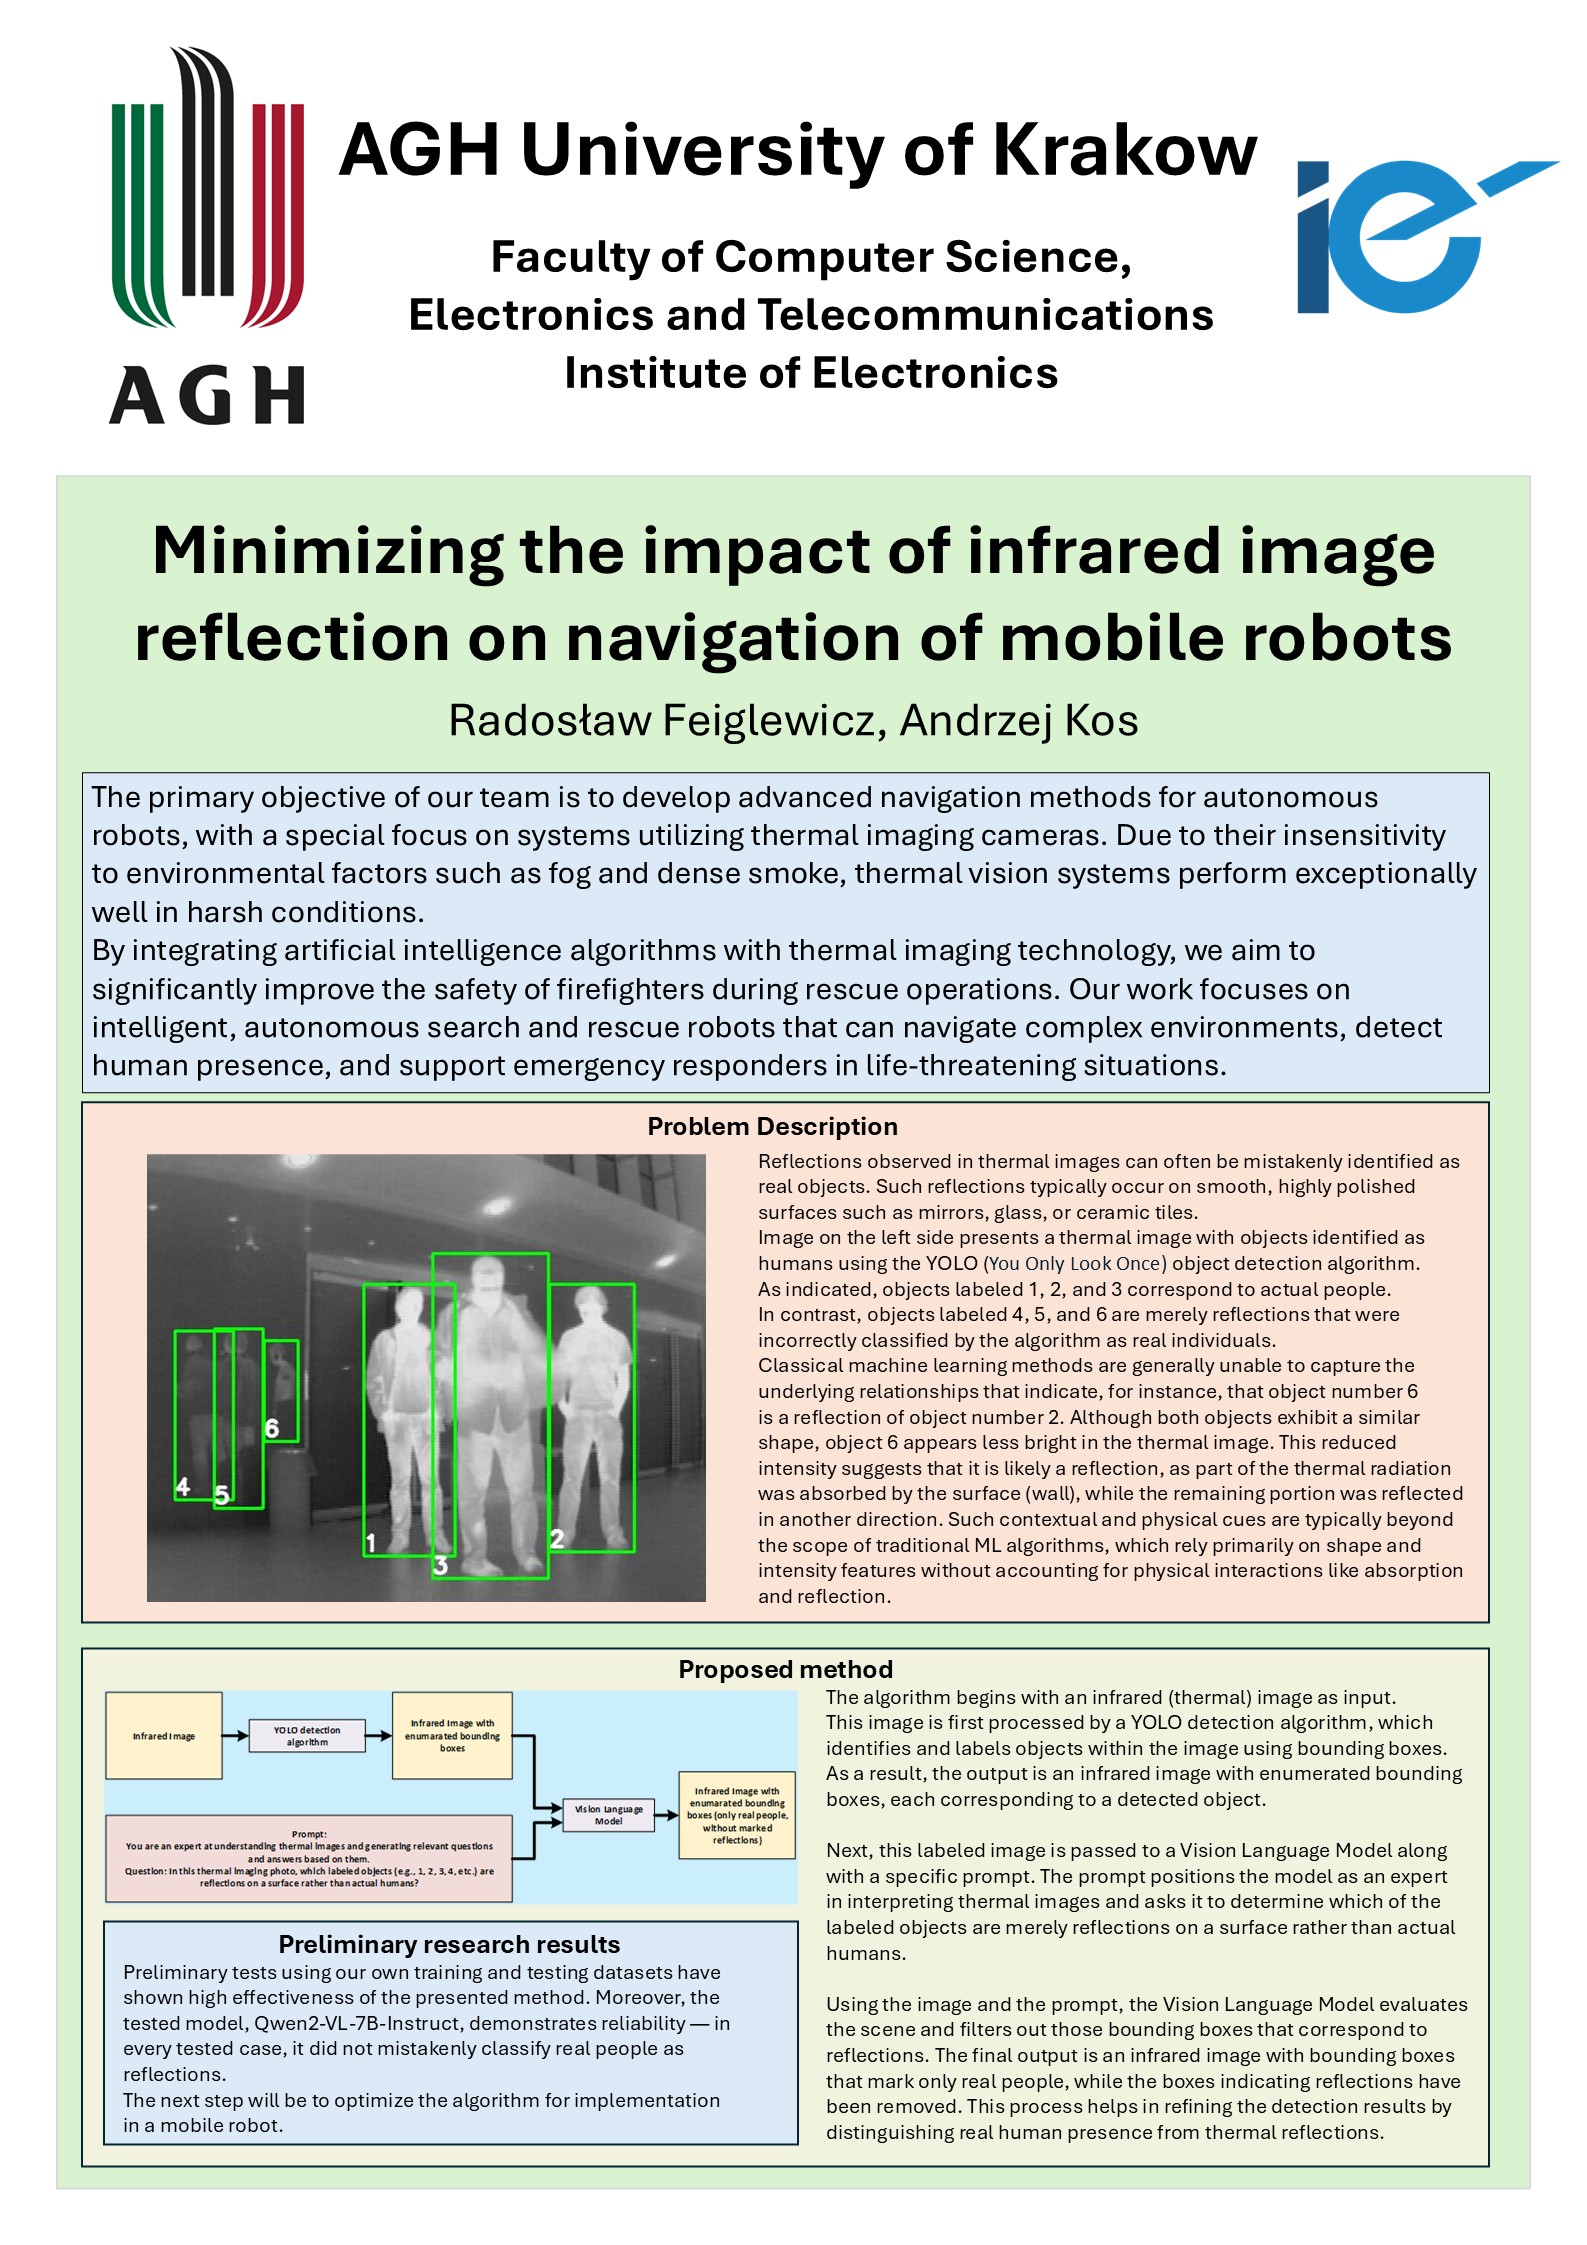 AGH
AGH University of Krakow
Faculty of Computer Science,
Electronics and Telecommunications
Institute of Electronics
ie
Minimizing the impact of infrared image
reflection on navigation of mobile robots
Radosław Feiglewicz, Andrzej Kos
The primary objective of our team is to develop advanced navigation methods for autonomous
robots, with a special focus on systems utilizing thermal imaging cameras. Due to their insensitivity
to environmental factors such as fog and dense smoke, thermal vision systems perform exceptionally
well in harsh conditions.
By integrating artificial intelligence algorithms with thermal imaging technology, we aim to
significantly improve the safety of firefighters during rescue operations. Our work focuses on
intelligent, autonomous search and rescue robots that can navigate complex environments, detect
human presence, and support emergency responders in life-threatening situations.
Problem Description
4
5
6
1
3
2
Reflections observed in thermal images can often be mistakenly identified as
real objects. Such reflections typically occur on smooth, highly polished
surfaces such as mirrors, glass, or ceramic tiles.
Image on the left side presents a thermal image with objects identified as
humans using the YOLO (You Only Look Once) object detection algorithm.
As indicated, objects labeled 1, 2, and 3 correspond to actual people.
In contrast, objects labeled 4, 5, and 6 are merely reflections that were
incorrectly classified by the algorithm as real individuals.
Classical machine learning methods are generally unable to capture the
underlying relationships that indicate, for instance, that object number 6
is a reflection of object number 2. Although both objects exhibit a similar
shape, object 6 appears less bright in the thermal image. This reduced
intensity suggests that it is likely a reflection, as part of the thermal radiation
was absorbed by the surface (wall), while the remaining portion was reflected
in another direction. Such contextual and physical cues are typically beyond
the scope of traditional ML algorithms, which rely primarily on shape and
intensity features without accounting for physical interactions like absorption
and reflection.
Proposed method
Infrared Image
YOLO detection
algorithm
Infrared Image with
enumarated bounding
boxes
Prompt:
You are an expert at understanding thermal images and generating relevant questions
and answers based on them.
Question: In this thermal imaging photo, which labeled objects (e.g., 1, 2, 3, 4, etc.) are
reflections on a surface rather than actual humans?
Vision Language
Model
Infrared Image with
enumarated bounding
boxes (only real people,
without marked
reflections)
The algorithm begins with an infrared (thermal) image as input.
This image is first processed by a YOLO detection algorithm, which
identifies and labels objects within the image using bounding boxes.
As a result, the output is an infrared image with enumerated bounding
boxes, each corresponding to a detected object.
Next, this labeled image is passed to a Vision Language Model along
with a specific prompt. The prompt positions the model as an expert
in interpreting thermal images and asks it to determine which of the
labeled objects are merely reflections on a surface rather than actual
humans.
Using the image and the prompt, the Vision Language Model evaluates
the scene and filters out those bounding boxes that correspond to
reflections. The final output is an infrared image with bounding boxes
that mark only real people, while the boxes indicating reflections have
been removed. This process helps in refining the detection results by
distinguishing real human presence from thermal reflections.
Preliminary research results
Preliminary tests using our own training and testing datasets have
shown high effectiveness of the presented method. Moreover, the
tested model, Qwen2-VL-7B-Instruct, demonstrates reliability — in
every tested case, it did not mistakenly classify real people as
reflections.
The next step will be to optimize the algorithm for implementation
in a mobile robot.